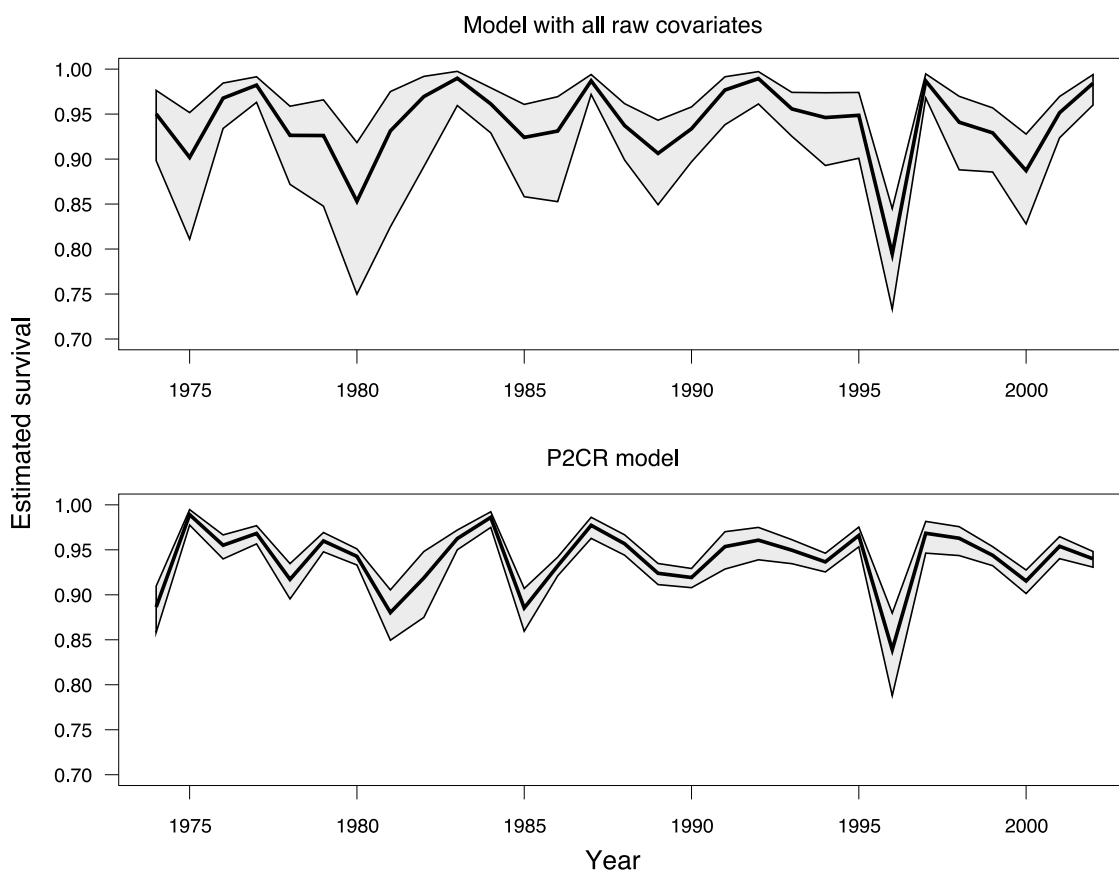 Model with all raw covariates
1.00
0.95
0.90
0.85
0.80
0.75
0.70
1975 1980 1985 1990 1995 2000
Estimated survival
P2CR model
1.00
0.95
0.90
0.85
0.80
0.75
0.70
1975 1980 1985 1990 1995 2000
Year